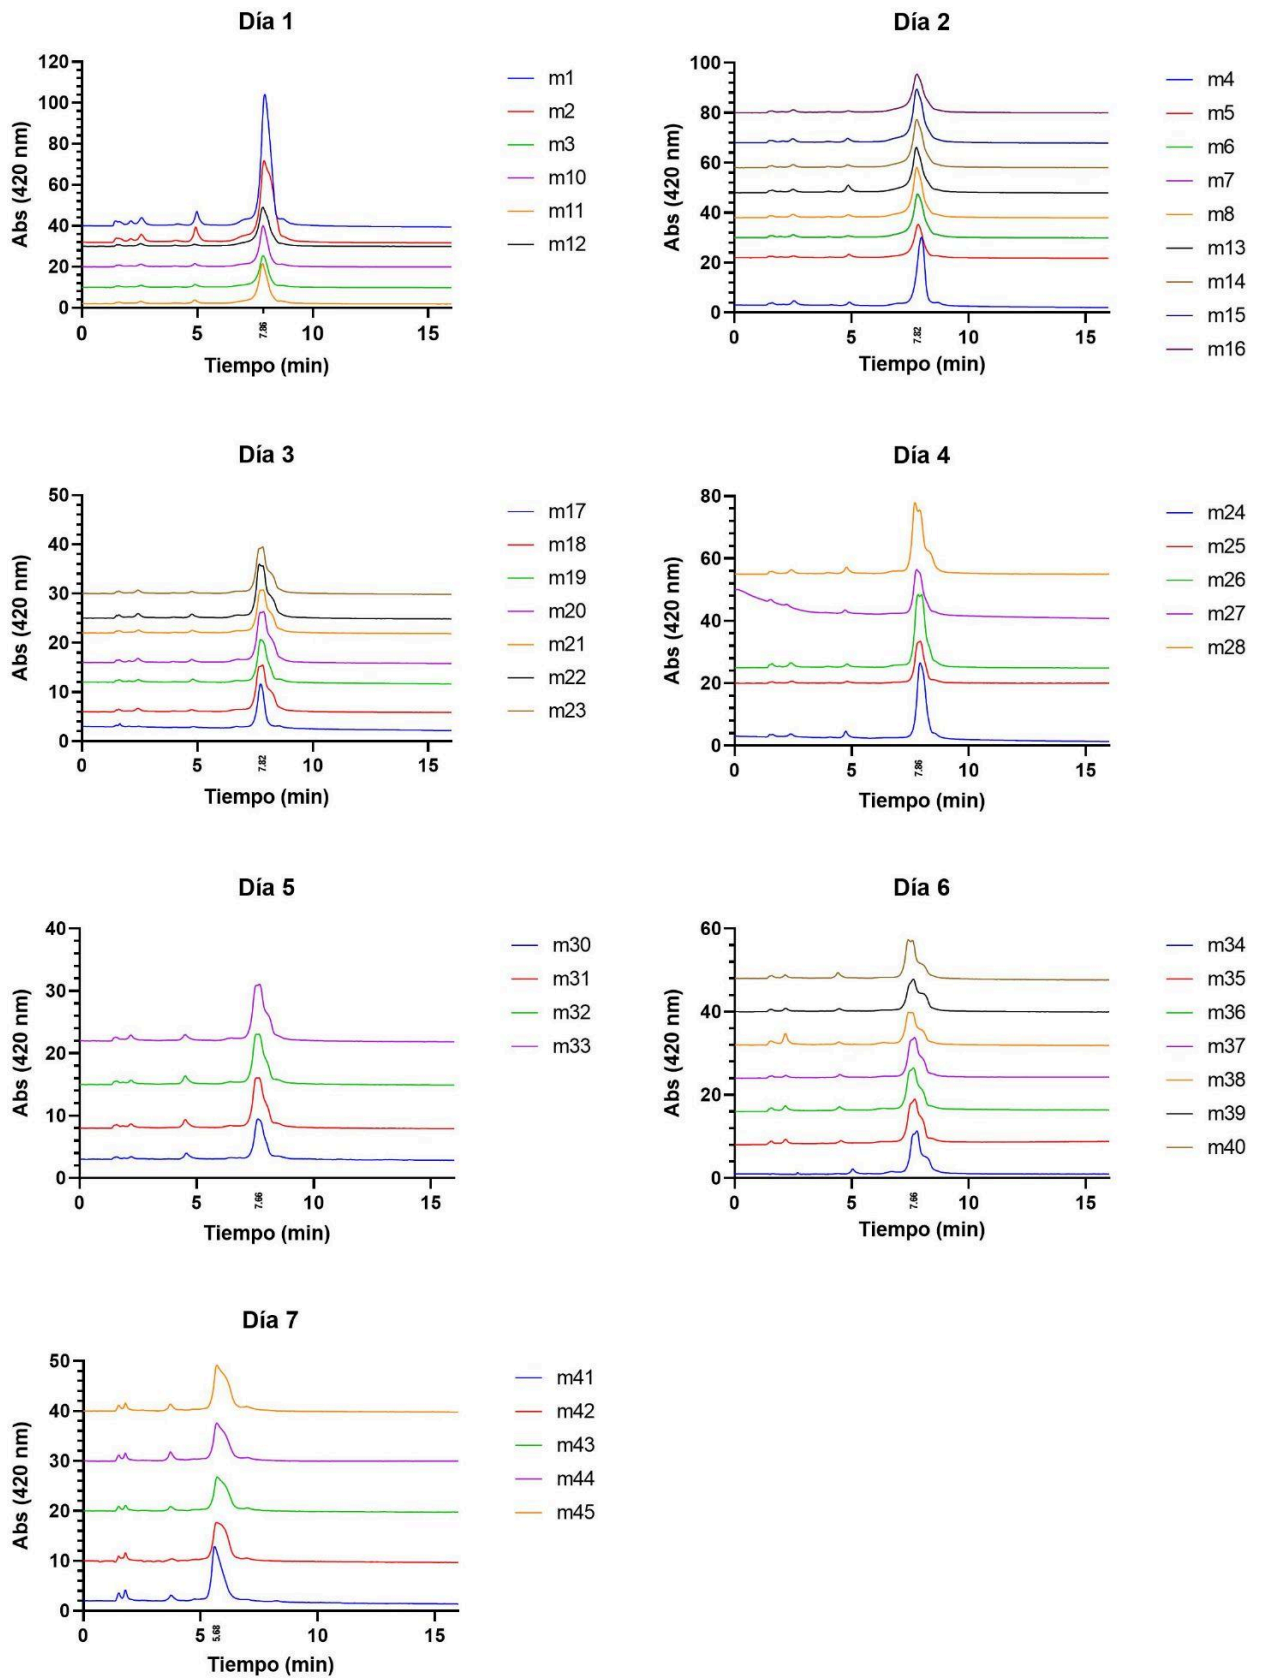 Día 1
Abs (420 nm)
120
100
80
60
40
20
0
0 5 7.86 10 15
Tiempo (min)
m1
m2
m3
m10
m11
m12
Día 2
Abs (420 nm)
100
80
60
40
20
0
0 5 7.82 10 15
Tiempo (min)
m4
m5
m6
m7
m8
m13
m14
m15
m16
Día 3
Abs (420 nm)
50
40
30
20
10
0
0 5 7.82 10 15
Tiempo (min)
m17
m18
m19
m20
m21
m22
m23
Día 4
Abs (420 nm)
80
60
40
20
0
0 5 7.86 10 15
Tiempo (min)
m24
m25
m26
m27
m28
Día 5
Abs (420 nm)
40
30
20
10
0
0 5 7.66 10 15
Tiempo (min)
m30
m31
m32
m33
Día 6
Abs (420 nm)
60
40
20
0
0 5 7.66 10 15
Tiempo (min)
m34
m35
m36
m37
m38
m39
m40
Día 7
Abs (420 nm)
50
40
30
20
10
0
0 5 5.68 10 15
Tiempo (min)
m41
m42
m43
m44
m45